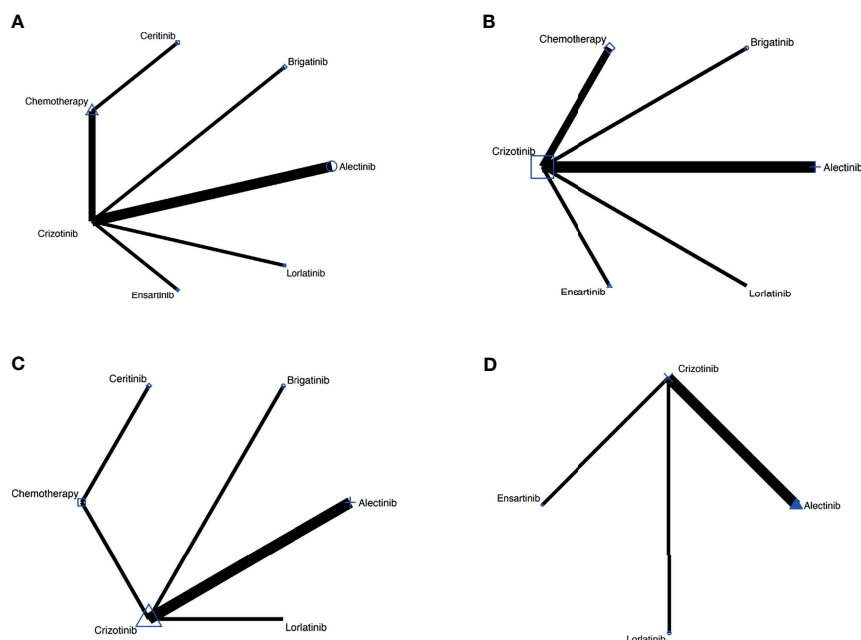 A
Ceritinib
Brigatinib
Chemotherapy
Alectinib
Crizotinib
Lorlatinib
Ensartinib
B
Chemotherapy
Brigatinib
Crizotinib
Alectinib
Ensartinib
Lorlatinib
C
Ceritinib
Brigatinib
Chemotherapy
Alectinib
Crizotinib
Lorlatinib
D
Crizotinib
Ensartinib
Alectinib
Lorlatinib